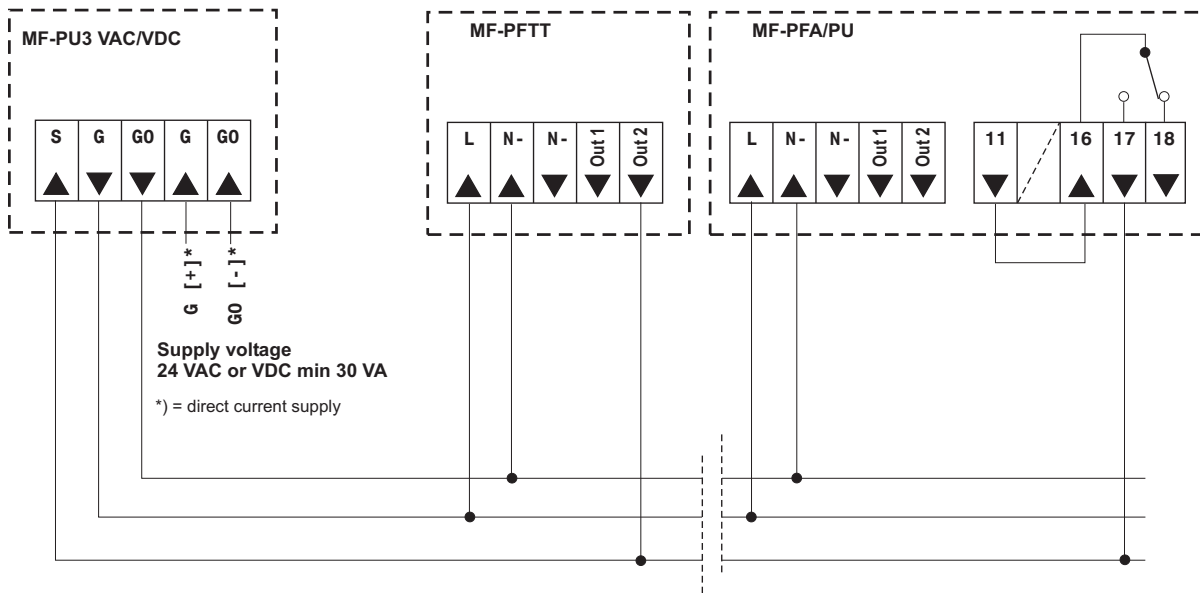 MF-PU3 VAC/VDC
S G G0 G G0
G [+]*
G0 [-]*
Supply voltage
24 VAC or VDC min 30 VA
*) = direct current supply
MF-PFTT
L N- N- Out 1 Out 2
MF-PFA/PU
L N- N- Out 1 Out 2
11 16 17 18